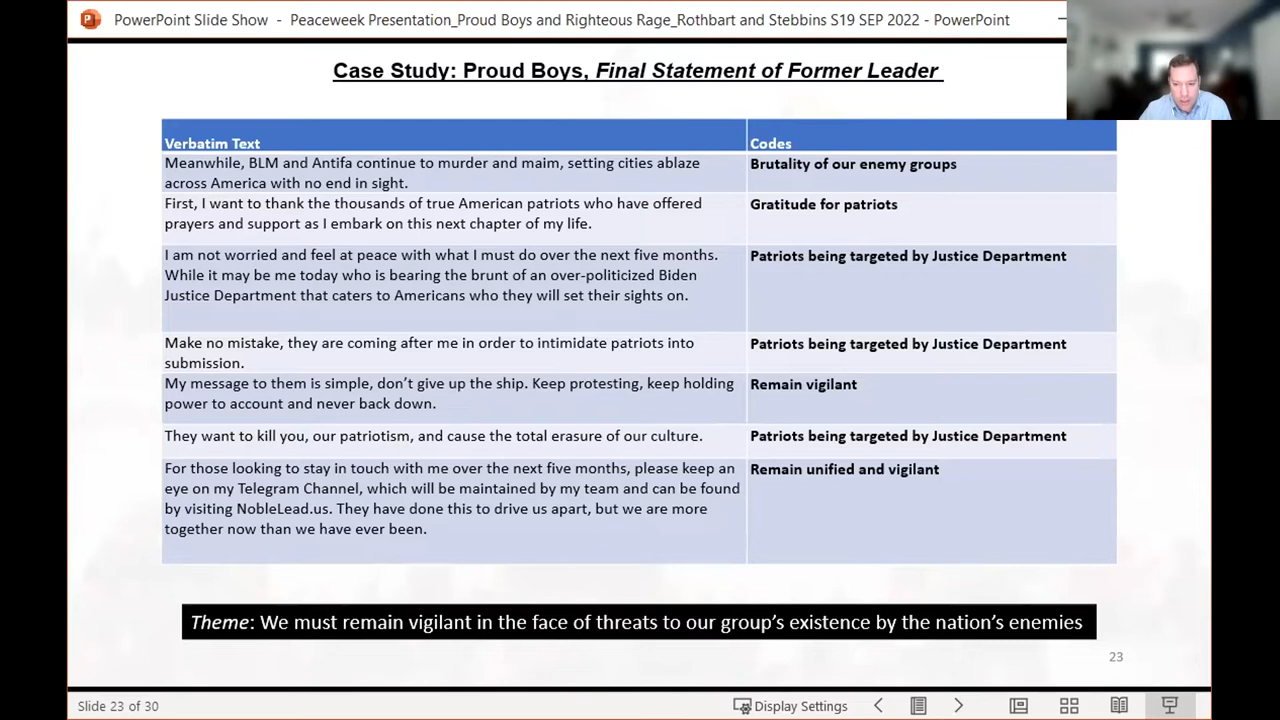 PowerPoint Slide Show - Peaceweek Presentation_Proud Boys and Righteous Rage_Rothbart and Stebbins S19 SEP 2022 - PowerPoint
Case Study: Proud Boys, Final Statement of Former Leader
Verbatim Text
Codes
Meanwhile, BLM and Antifa continue to murder and maim, setting cities ablaze
across America with no end in sight.
Brutality of our enemy groups
First, I want to thank the thousands of true American patriots who have offered
prayers and support as I embark on this next chapter of my life.
Gratitude for patriots
I am not worried and feel at peace with what I must do over the next five months.
While it may be me today who is bearing the brunt of an over-politicized Biden
Justice Department that caters to Americans who they will set their sights on.
Patriots being targeted by Justice Department
Make no mistake, they are coming after me in order to intimidate patriots into
submission.
Patriots being targeted by Justice Department
My message to them is simple, don’t give up the ship. Keep protesting, keep holding
power to account and never back down.
Remain vigilant
They want to kill you, our patriotism, and cause the total erasure of our culture.
Patriots being targeted by Justice Department
For those looking to stay in touch with me over the next five months, please keep an
eye on my Telegram Channel, which will be maintained by my team and can be found
by visiting NobleLead.us. They have done this to drive us apart, but we are more
together now than we have ever been.
Remain unified and vigilant
Theme: We must remain vigilant in the face of threats to our group’s existence by the nation’s enemies
23
Slide 23 of 30
Display Settings